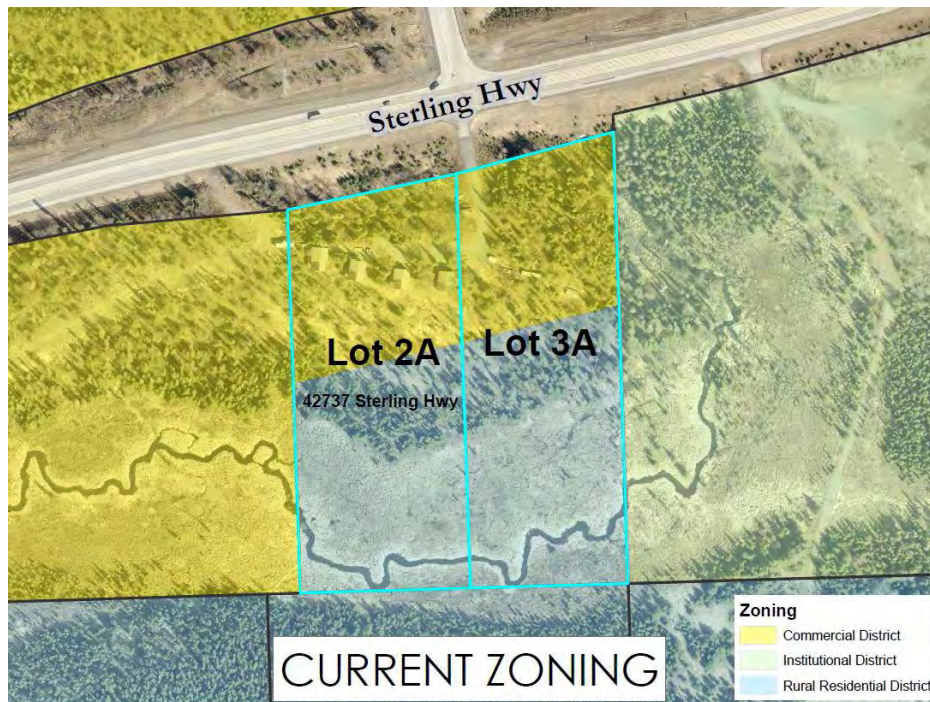 Sterling Hwy
Lot 2A
Lot 3A
42737 Sterling Hwy
CURRENT ZONING
Zoning
Commercial District
Institutional District
Rural Residential District